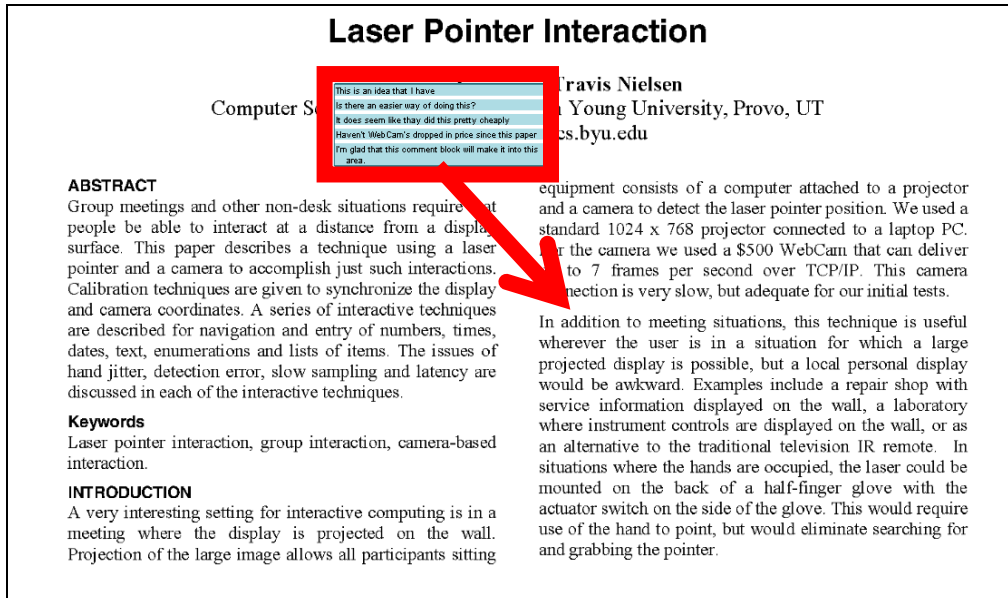 Laser Pointer Interaction
Travis Nielsen
Computer Young University, Provo, UT
cs.byu.edu
This is an idea that I have
Is there an easier way of doing this?
It does seem like thay did this pretty cheaply
Haven't WebCam's dropped in price since this paper
I'm glad that this comment block will make it into this
area.
ABSTRACT
Group meetings and other non-desk situations require that
people be able to interact at a distance from a display
surface. This paper describes a technique using a laser
pointer and a camera to accomplish just such interactions.
Calibration techniques are given to synchronize the display
and camera coordinates. A series of interactive techniques
are described for navigation and entry of numbers, times,
dates, text, enumerations and lists of items. The issues of
hand jitter, detection error, slow sampling and latency are
discussed in each of the interactive techniques.
Keywords
Laser pointer interaction, group interaction, camera-based
interaction.
INTRODUCTION
A very interesting setting for interactive computing is in a
meeting where the display is projected on the wall.
Projection of the large image allows all participants sitting
equipment consists of a computer attached to a projector
and a camera to detect the laser pointer position. We used a
standard 1024 x 768 projector connected to a laptop PC.
the camera we used a $500 WebCam that can deliver
to 7 frames per second over TCP/IP. This camera
is very slow, but adequate for our initial tests.
In addition to meeting situations, this technique is useful
wherever the user is in a situation for which a large
projected display is possible, but a local personal display
would be awkward. Examples include a repair shop with
service information displayed on the wall, a laboratory
where instrument controls are displayed on the wall, or as
an alternative to the traditional television IR remote. In
situations where the hands are occupied, the laser could be
mounted on the back of a half-finger glove with the
actuator switch on the side of the glove. This would require
use of the hand to point, but would eliminate searching for
and grabbing the pointer.